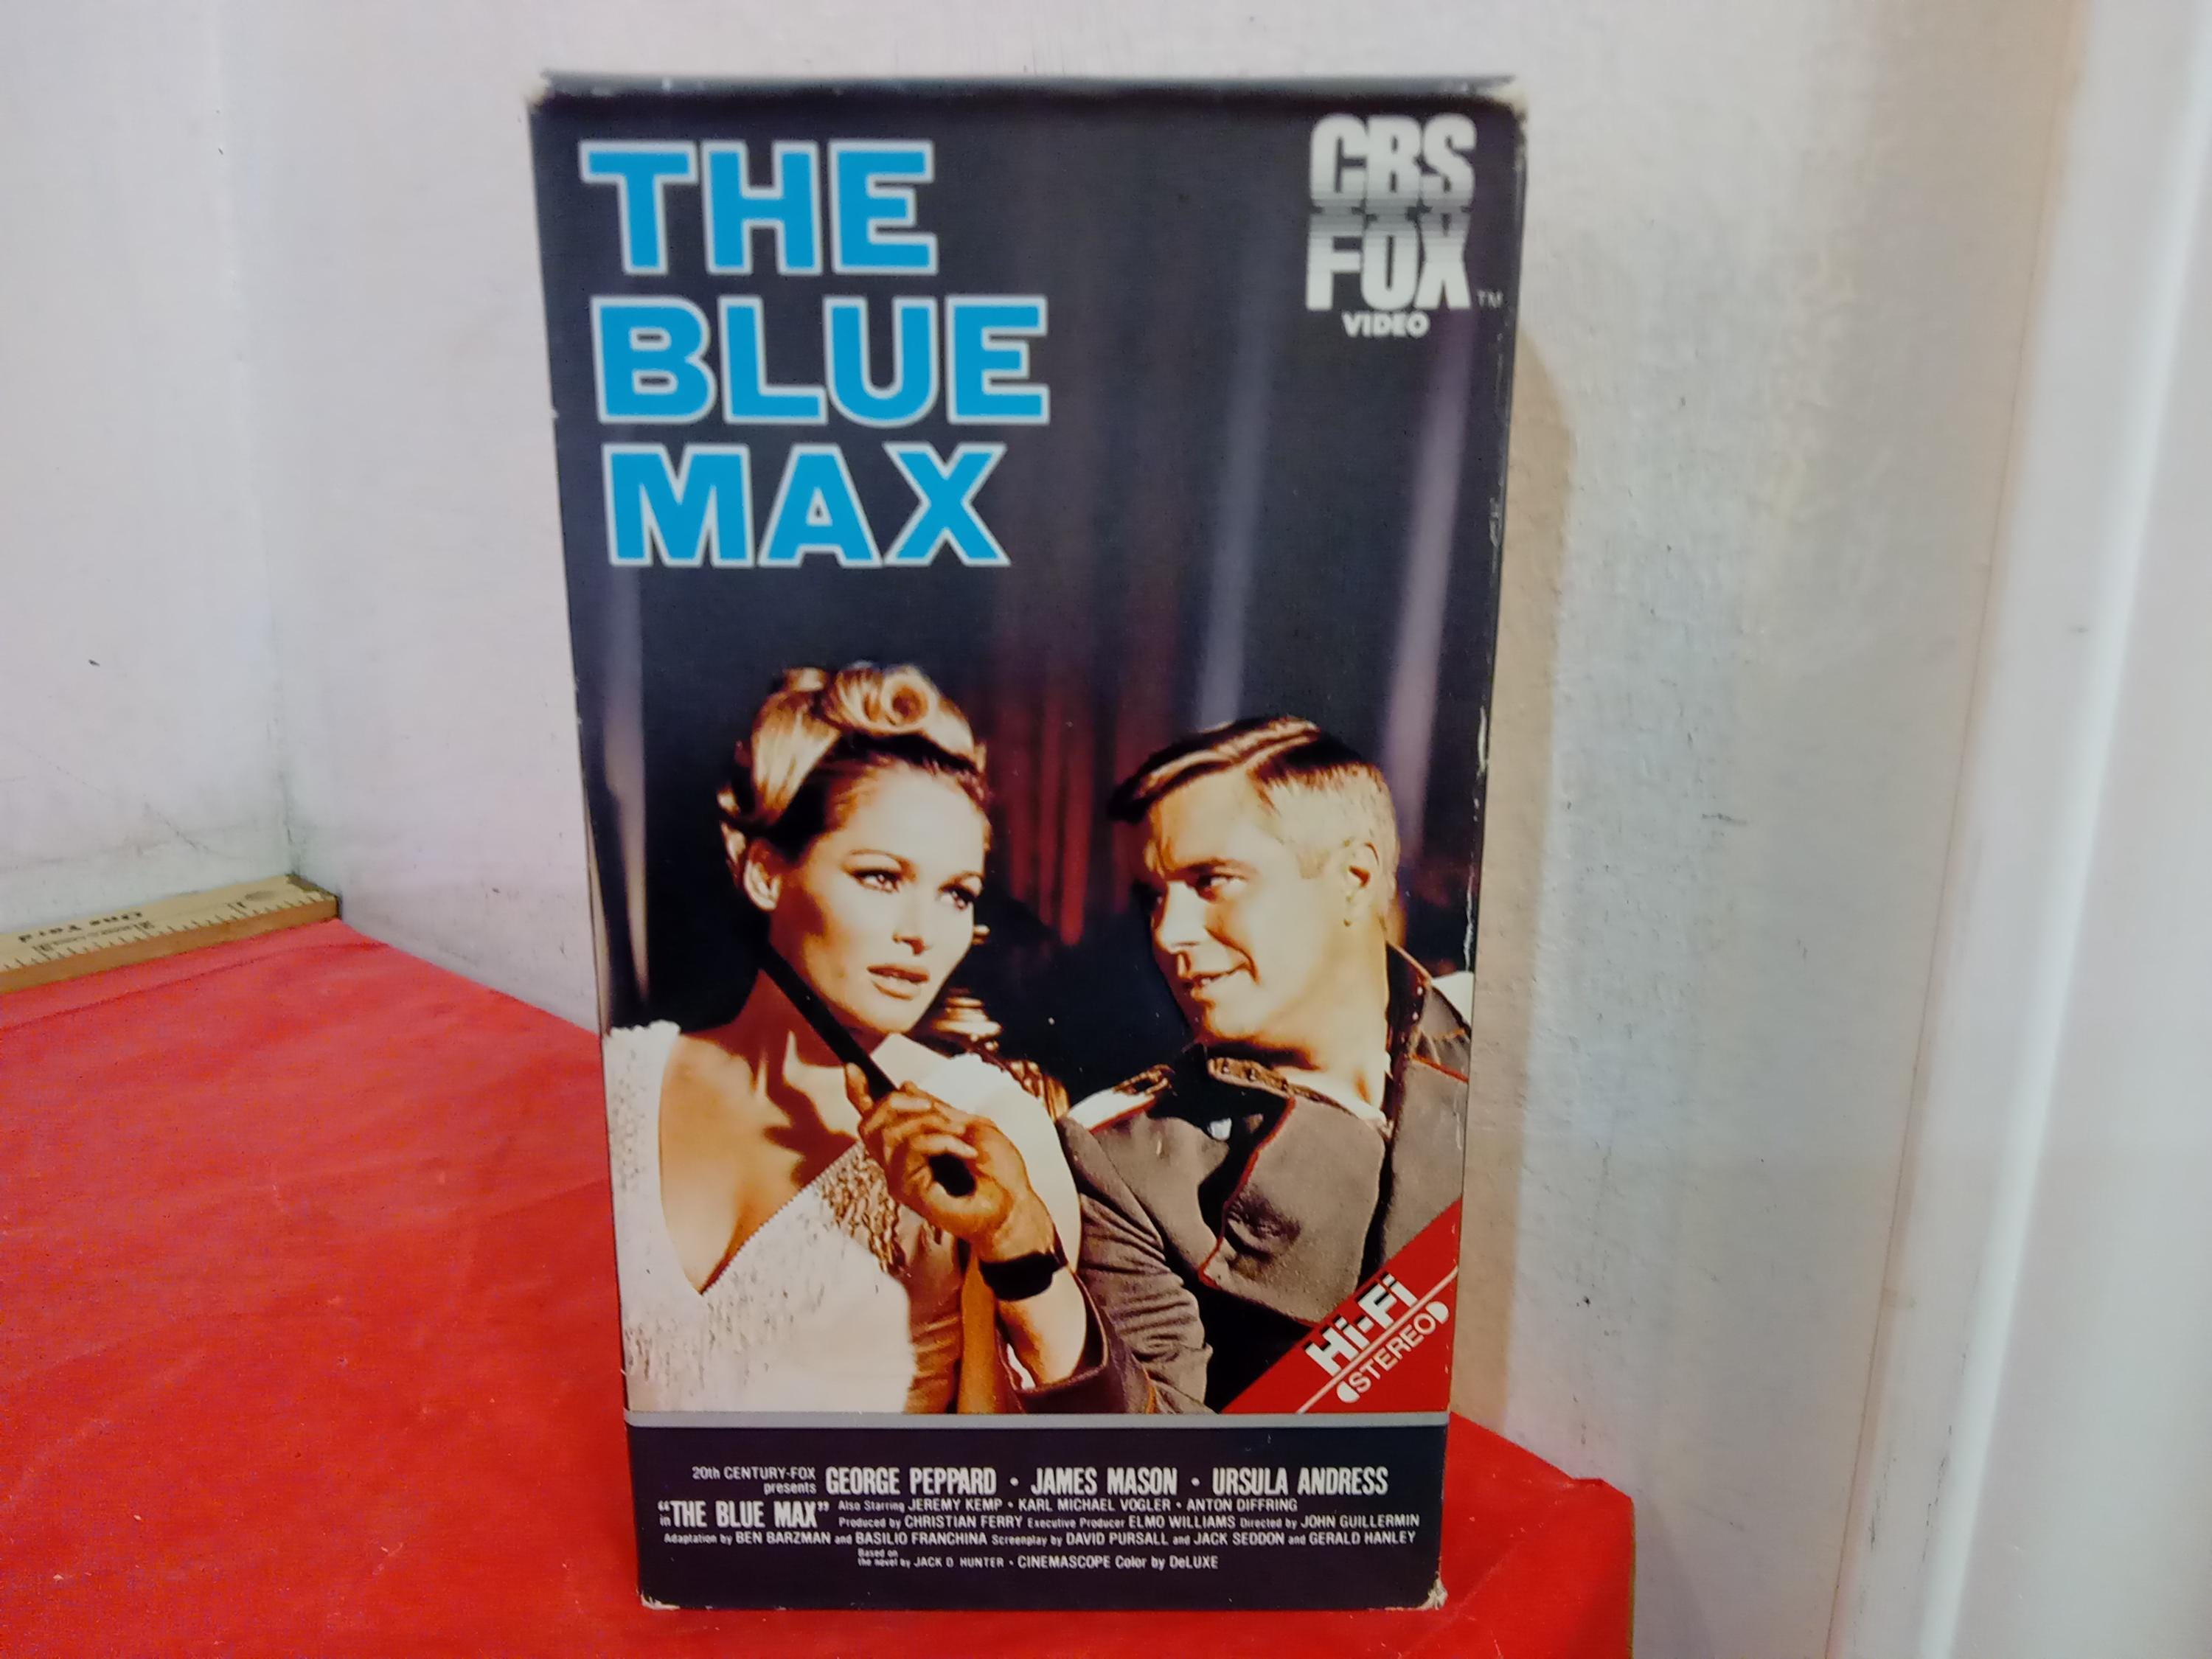 THE
BLUE
MAX
CBS
FOX
TM
VIDEO
Hi-Fi
STEREO
20th CENTURY-FOX
presents
GEORGE PEPPARD • JAMES MASON • URSULA ANDRESS
in "THE BLUE MAX"
Also Starring JEREMY KEMP • KARL MICHAEL VOGLER • ANTON DIFFRING
Produced by CHRISTIAN FERRY Executive Producer ELMO WILLIAMS Directed by JOHN GUILLERMIN
Adaptation by BEN BARZMAN and BASILIO FRANCHINA Screenplay by DAVID PURSALL and JACK SEDDON and GERALD HANLEY
Based on
the novel by JACK D HUNTER • CINEMASCOPE Color by DeLUXE
One Yard